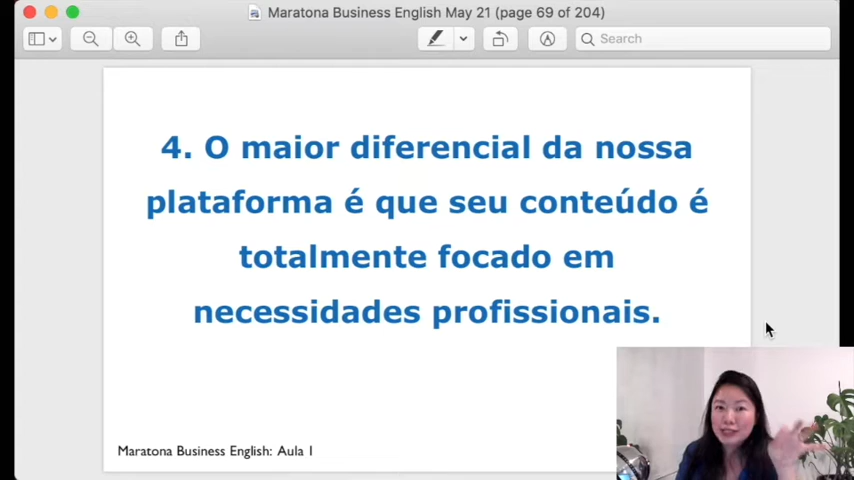 Maratona Business English May 21 (page 69 of 204)
Search
4. O maior diferencial da nossa
plataforma é que seu conteúdo é
totalmente focado em
necessidades profissionais.
Maratona Business English: Aula 1